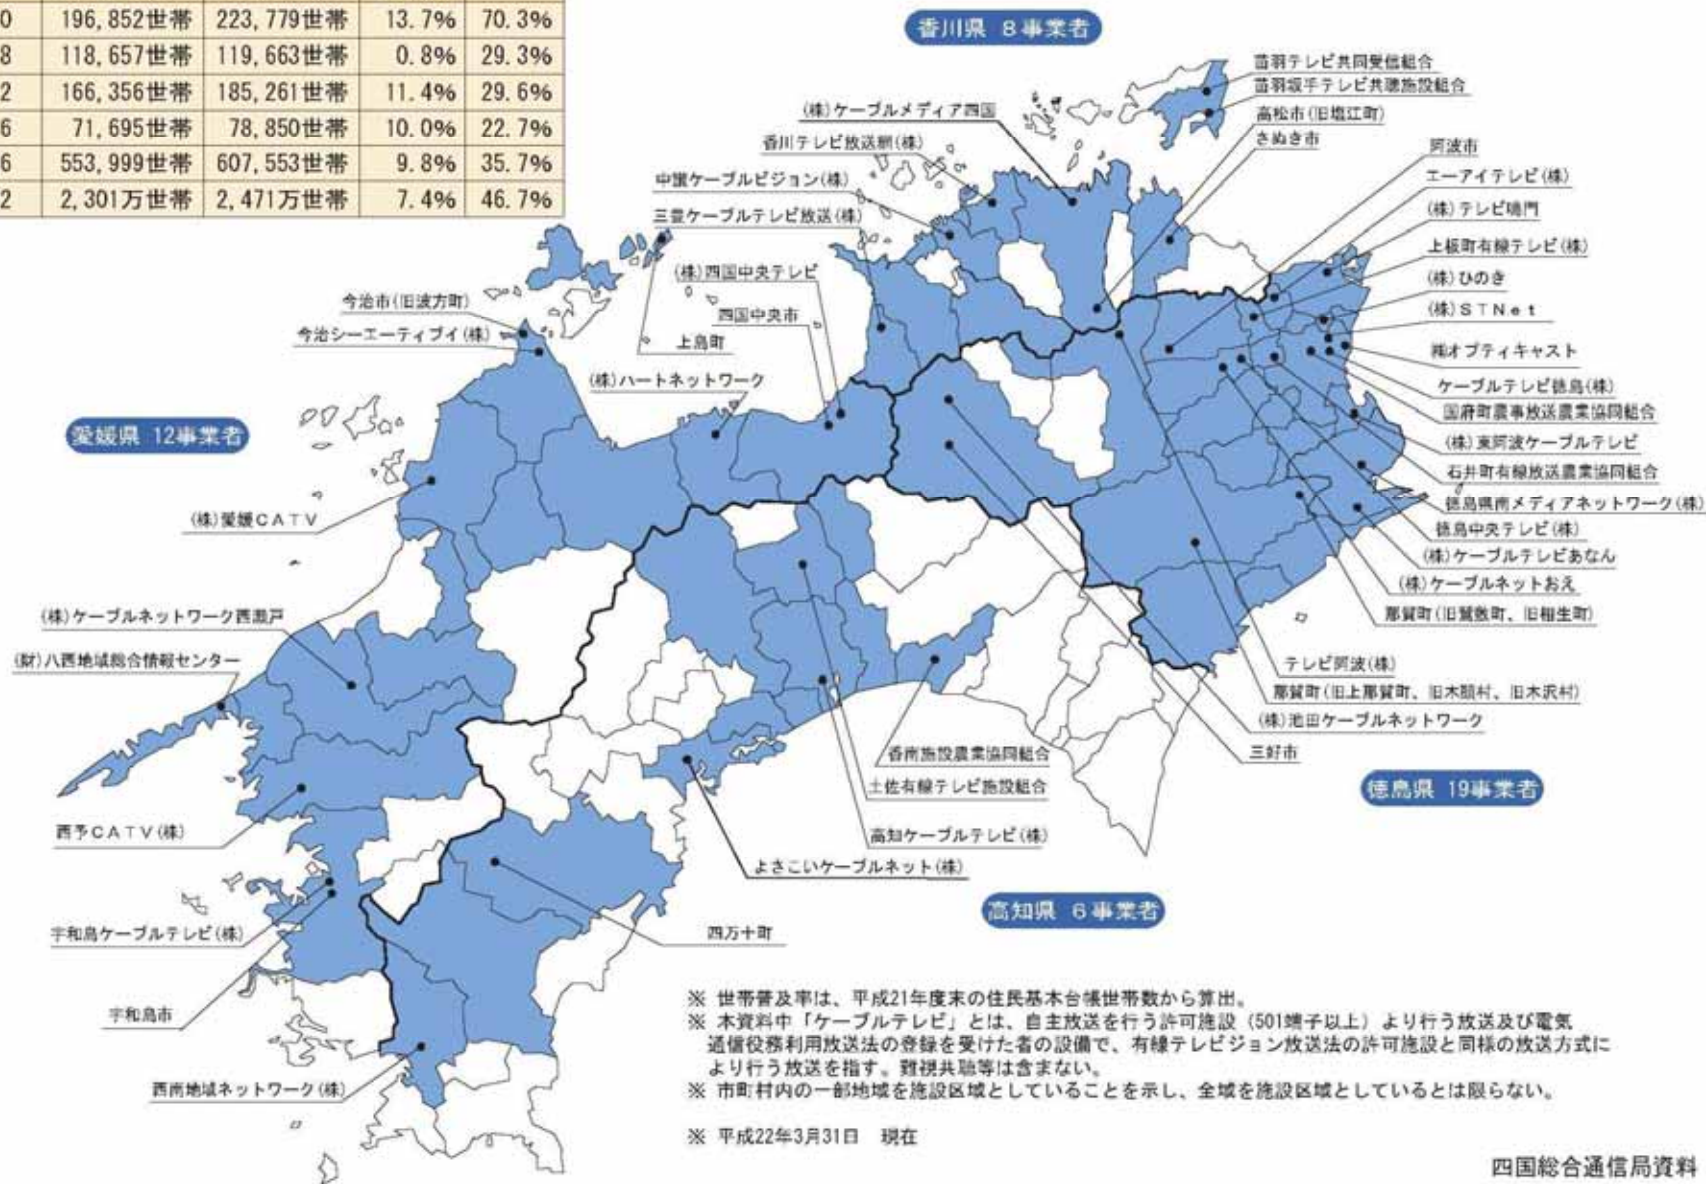 0 196,852世帯 223,779世帯 13.7% 70.3%
8 118,657世帯 119,663世帯 0.8% 29.3%
2 166,356世帯 185,261世帯 11.4% 29.6%
6 71,695世帯 78,850世帯 10.0% 22.7%
6 553,999世帯 607,553世帯 9.8% 35.7%
2 2,301万世帯 2,471万世帯 7.4% 46.7%
香川県 8事業者
苗羽テレビ共同受信組合
苗羽坂手テレビ共聴施設組合
高松市(旧塩江町)
さぬき市
(株)ケーブルメディア四国
香川テレビ放送網(株)
中讃ケーブルビジョン(株)
三豊ケーブルテレビ放送(株)
阿波市
エーアイテレビ(株)
(株)テレビ鳴門
上板町有線テレビ(株)
(株)ひのき
(株)STNet
㈱オプティキャスト
ケーブルテレビ徳島(株)
国府町農事放送農業協同組合
(株)東阿波ケーブルテレビ
石井町有線放送農業協同組合
徳島県南メディアネットワーク(株)
徳島中央テレビ(株)
(株)ケーブルテレビあなん
(株)ケーブルネットおえ
那賀町(旧鷲敷町、旧相生町)
テレビ阿波(株)
那賀町(旧上那賀町、旧木頭村、旧木沢村)
(株)池田ケーブルネットワーク
三好市
徳島県 19事業者
(株)四国中央テレビ
四国中央市
上島町
今治市(旧波方町)
今治シーエーティブイ(株)
(株)ハートネットワーク
愛媛県 12事業者
(株)愛媛CATV
(株)ケーブルネットワーク西瀬戸
(財)八西地域総合情報センター
西予CATV(株)
宇和島ケーブルテレビ(株)
宇和島市
西南地域ネットワーク(株)
香南施設農業協同組合
土佐有線テレビ施設組合
高知ケーブルテレビ(株)
よさこいケーブルネット(株)
高知県 6事業者
四万十町
※ 世帯普及率は、平成21年度末の住民基本台帳世帯数から算出。
※ 本資料中「ケーブルテレビ」とは、自主放送を行う許可施設(501端子以上)より行う放送及び電気
通信役務利用放送法の登録を受けた者の設備で、有線テレビジョン放送法の許可施設と同様の放送方式に
より行う放送を指す。難視共聴等は含まない。
※ 市町村内の一部地域を施設区域としていることを示し、全域を施設区域としているとは限らない。
※ 平成22年3月31日 現在
四国総合通信局資料